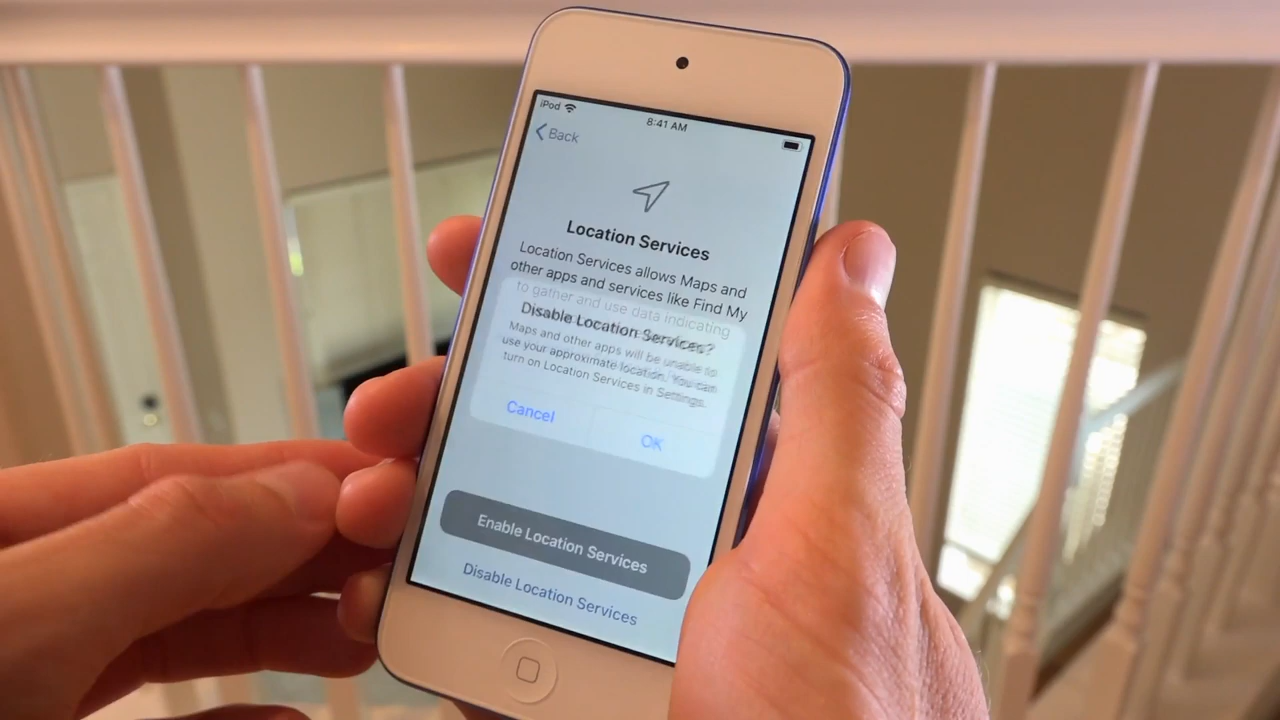 iPod
8:41 AM
Back
Location Services
Location Services allows Maps and
other apps and services like Find My
to gather and use data indicating
Disable Location Services?
Maps and other apps will be unable to
use your approximate location. You can
turn on Location Services in Settings.
Cancel
OK
Enable Location Services
Disable Location Services